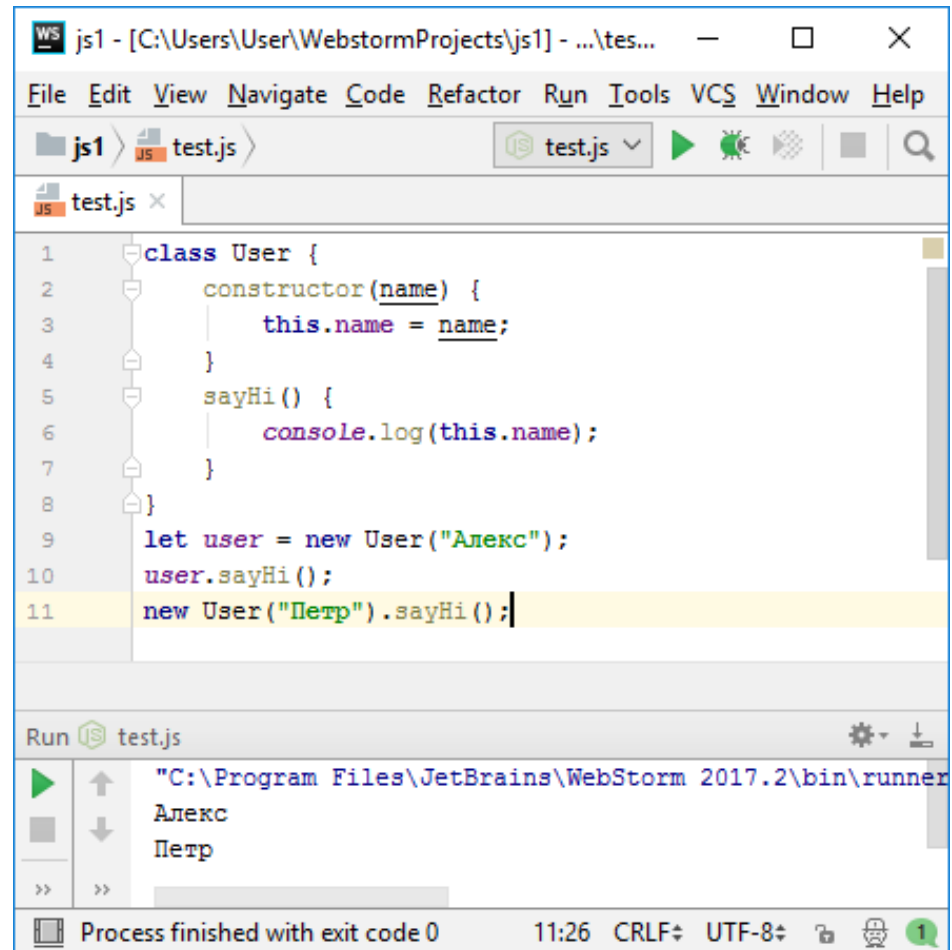 WS js1 - [C:\Users\User\WebstormProjects\js1] - ...\tes...
File Edit View Navigate Code Refactor Run Tools VCS Window Help
js1 JS test.js JS test.js
JS test.js
1 class User {
2 constructor(name) {
3 this.name = name;
4 }
5 sayHi() {
6 console.log(this.name);
7 }
8 }
9 let user = new User("Алекс");
10 user.sayHi();
11 new User("Петр").sayHi();
Run JS test.js
"C:\Program Files\JetBrains\WebStorm 2017.2\bin\runner
Алекс
Петр
Process finished with exit code 0 11:26 CRLF UTF-8 1